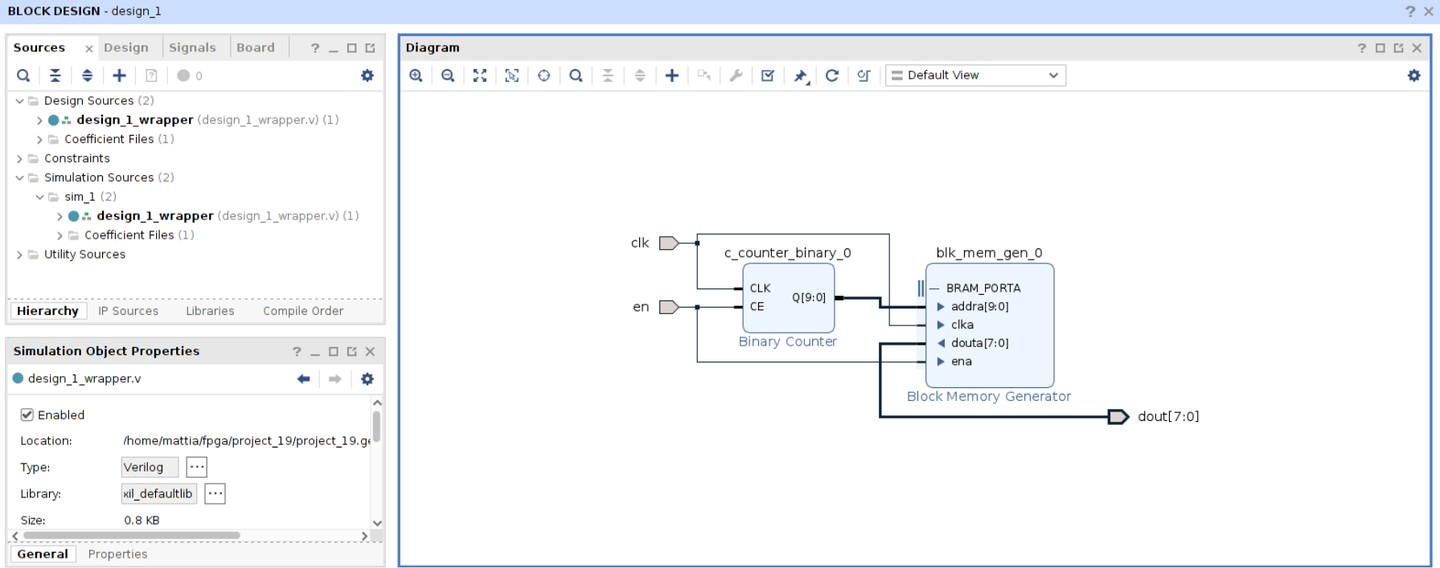 BLOCK DESIGN - design_1
Sources
Design
Signals
Board
0
Design Sources (2)
design_1_wrapper (design_1_wrapper.v) (1)
Coefficient Files (1)
Constraints
Simulation Sources (2)
sim_1 (2)
design_1_wrapper (design_1_wrapper.v) (1)
Coefficient Files (1)
Utility Sources
Hierarchy
IP Sources
Libraries
Compile Order
Simulation Object Properties
design_1_wrapper.v
Enabled
Location: /home/mattia/fpga/project_19/project_19.ge
Type: Verilog ...
Library: xil_defaultlib ...
Size: 0.8 KB
General
Properties
Diagram
Default View
clk
en
c_counter_binary_0
CLK
CE
Q[9:0]
Binary Counter
blk_mem_gen_0
BRAM_PORTA
addra[9:0]
clka
douta[7:0]
ena
Block Memory Generator
dout[7:0]